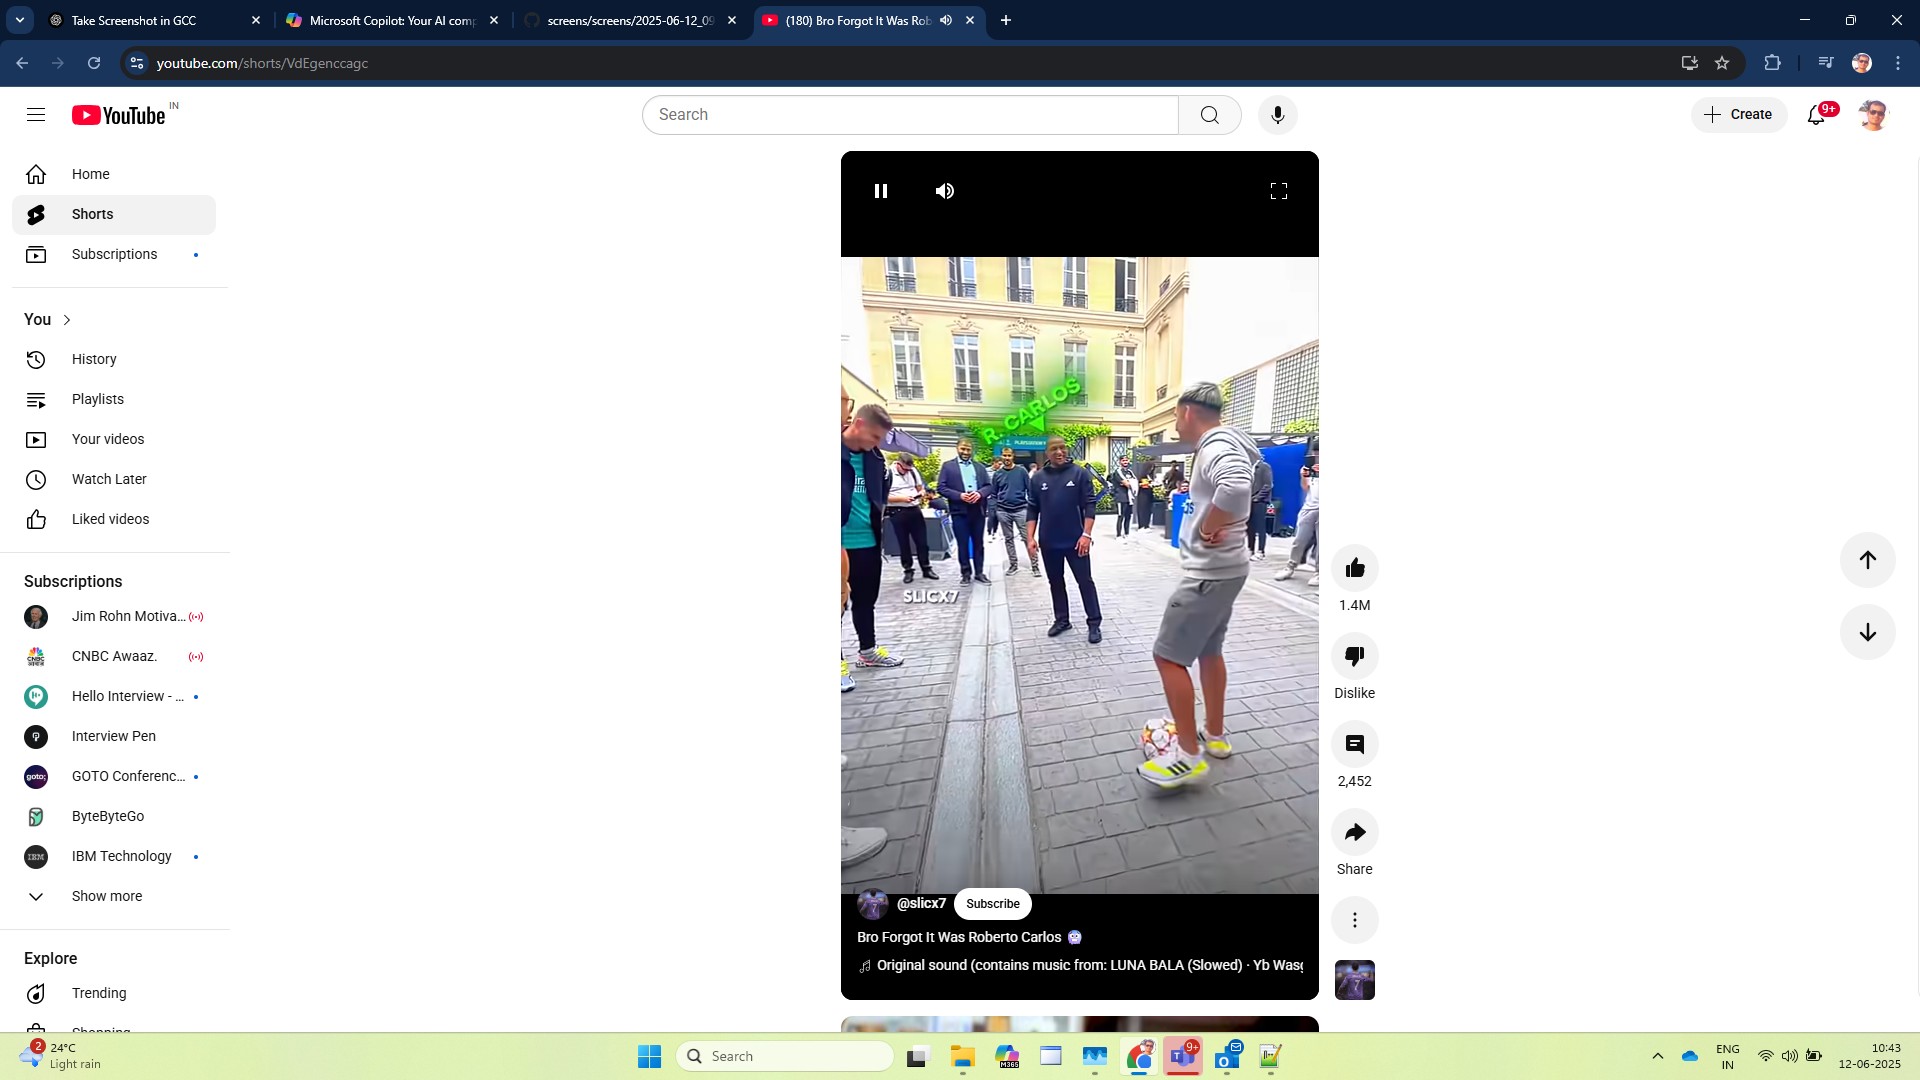 Take Screenshot in GCC
Microsoft Copilot: Your AI comp
screens/screens/2025-06-12_09
(180) Bro Forgot It Was Rob
youtube.com/shorts/VdEgenccagc
YouTube IN
Search
Create
9+
Home
Shorts
Subscriptions
You
History
Playlists
Your videos
Watch Later
Liked videos
Subscriptions
Jim Rohn Motiva...
CNBC Awaaz.
Hello Interview - ...
Interview Pen
GOTO Conferenc...
ByteByteGo
IBM Technology
Show more
Explore
Trending
Shopping
R. CARLOS
SLICX7
@slicx7
Subscribe
Bro Forgot It Was Roberto Carlos
Original sound (contains music from: LUNA BALA (Slowed) · Yb Wasg
1.4M
Dislike
2,452
Share
2
24°C
Light rain
Search
M365
9+
ENG
IN
10:43
12-06-2025